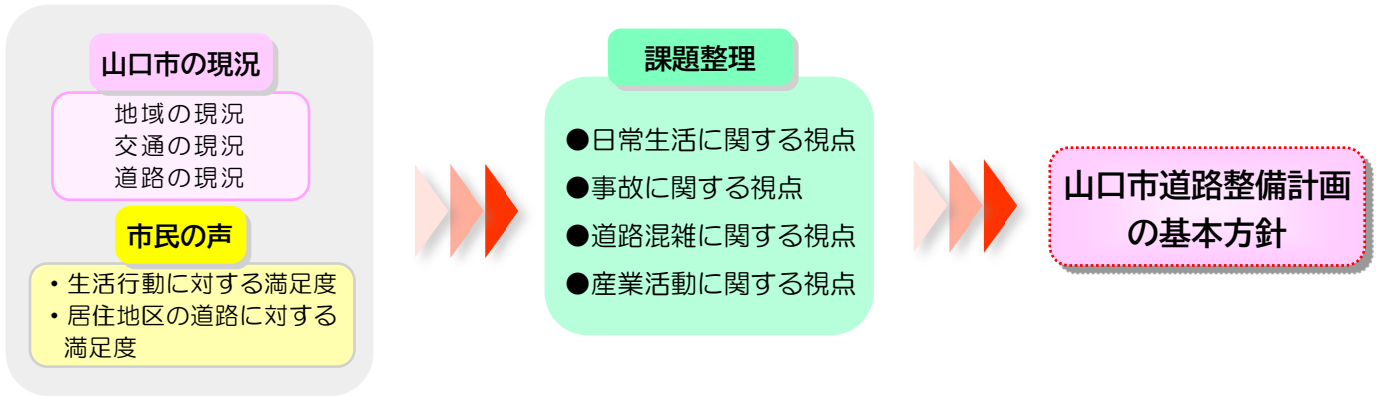 山口市の現況
地域の現況
交通の現況
道路の現況
市民の声
・生活行動に対する満足度
・居住地区の道路に対する
満足度
課題整理
●日常生活に関する視点
●事故に関する視点
●道路混雑に関する視点
●産業活動に関する視点
山口市道路整備計画
の基本方針